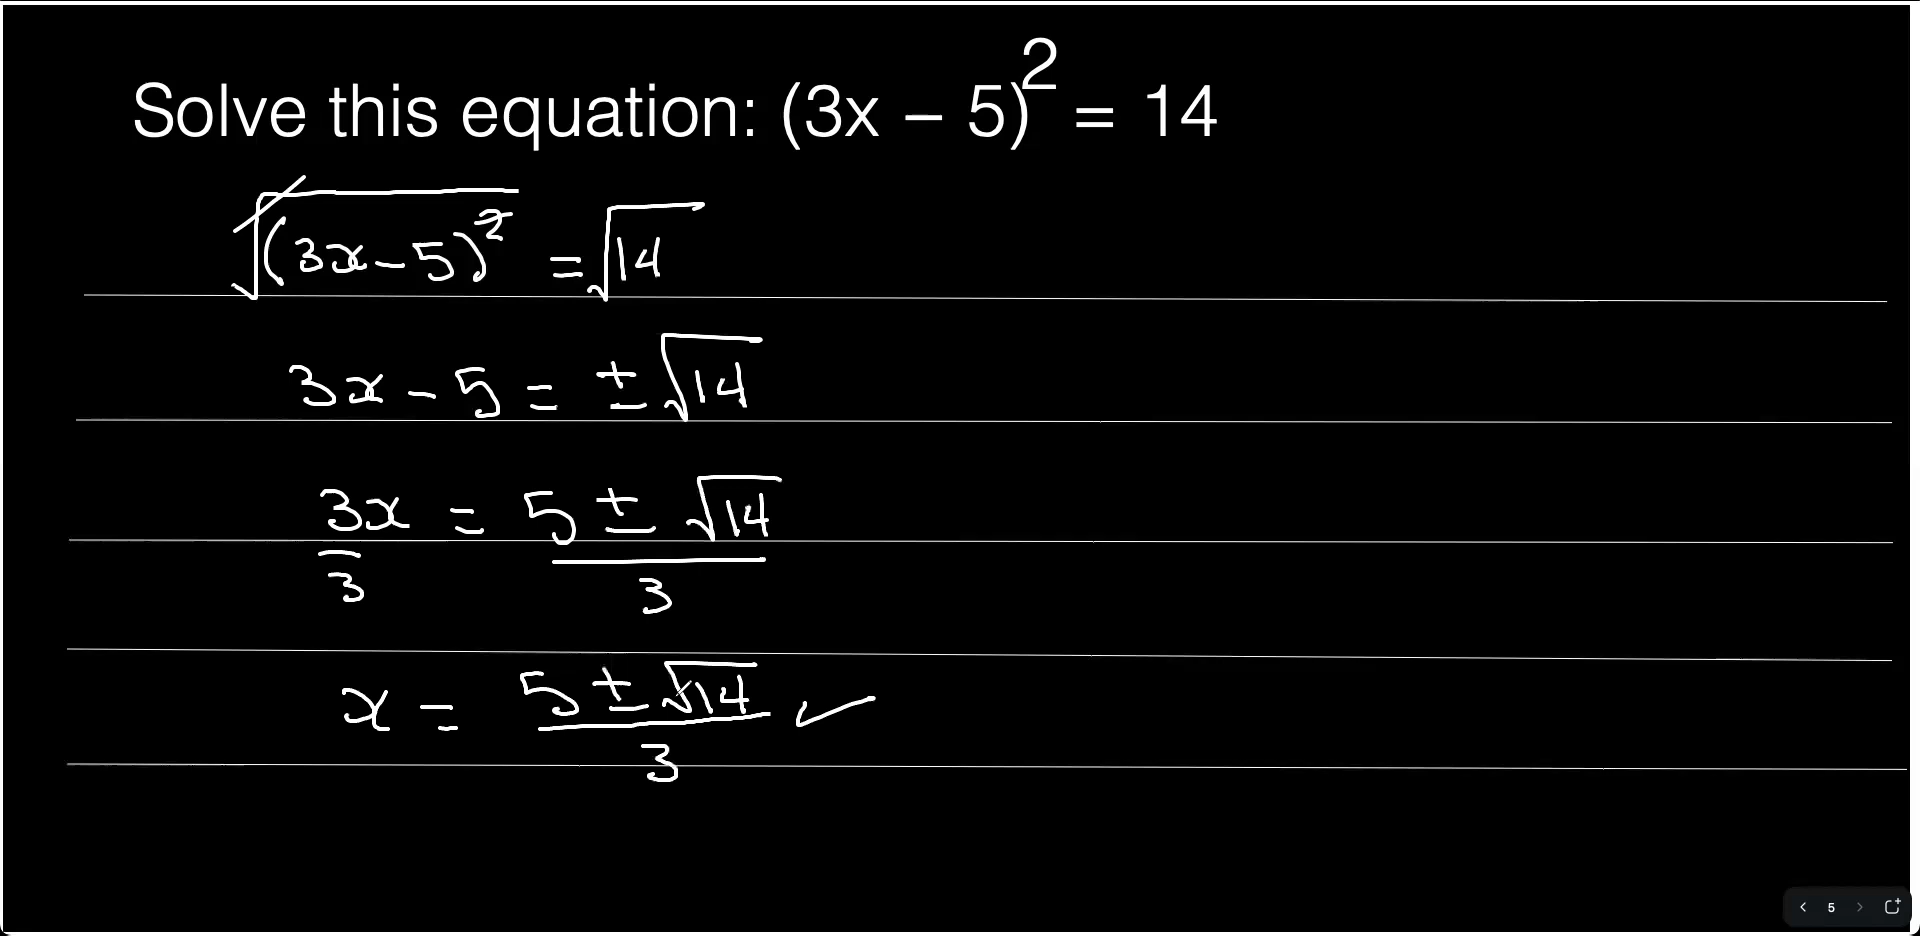 Solve this equation: (3x – 5)² = 14
√(3x-5)² = √14
3x - 5 = ± √14
3x = 5 ± √14
3 3
x = 5 ± √14 ✓
3
5